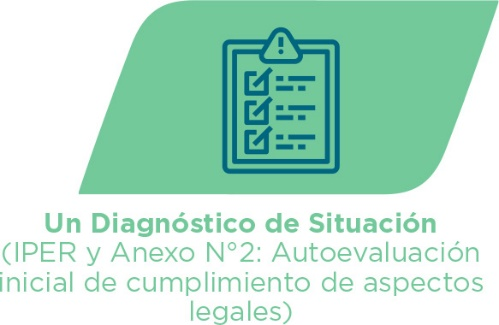 Un Diagnóstico de Situación
(IPER y Anexo N°2: Autoevaluación
inicial de cumplimiento de aspectos
legales)